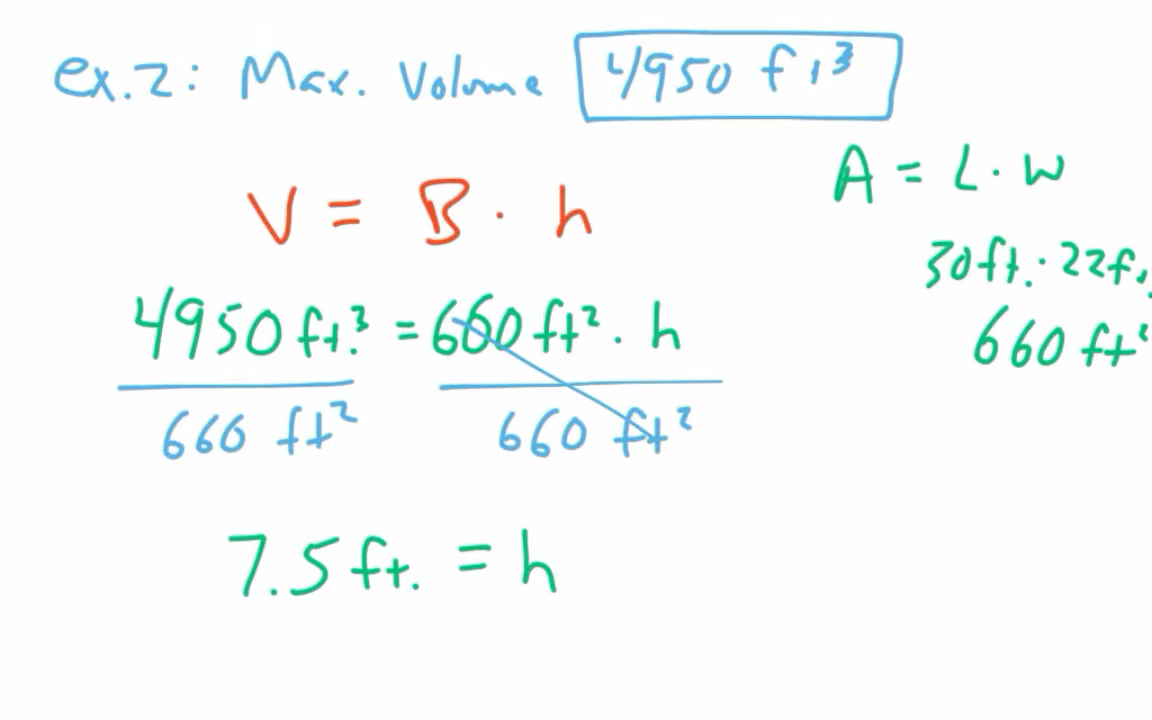 ex.2: Max. Volume 4950 ft³
A = L · w
V = B · h
30ft. · 22ft.
4950 ft.³ = 660 ft² · h
660 ft²
660 ft² 660 ft²
7.5 ft. = h